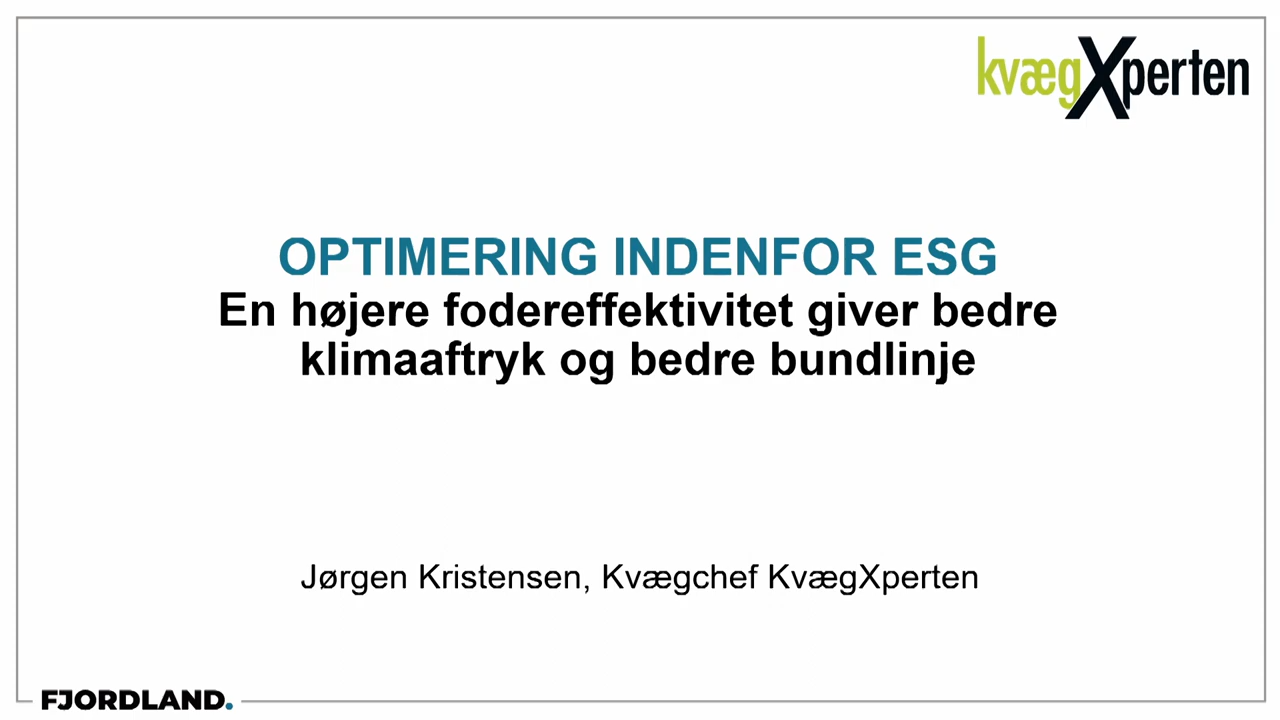 kvægXperten
OPTIMERING INDENFOR ESG
En højere fodereffektivitet giver bedre
klimaaftryk og bedre bundlinje
Jørgen Kristensen, Kvægchef KvægXperten
FJORDLAND.